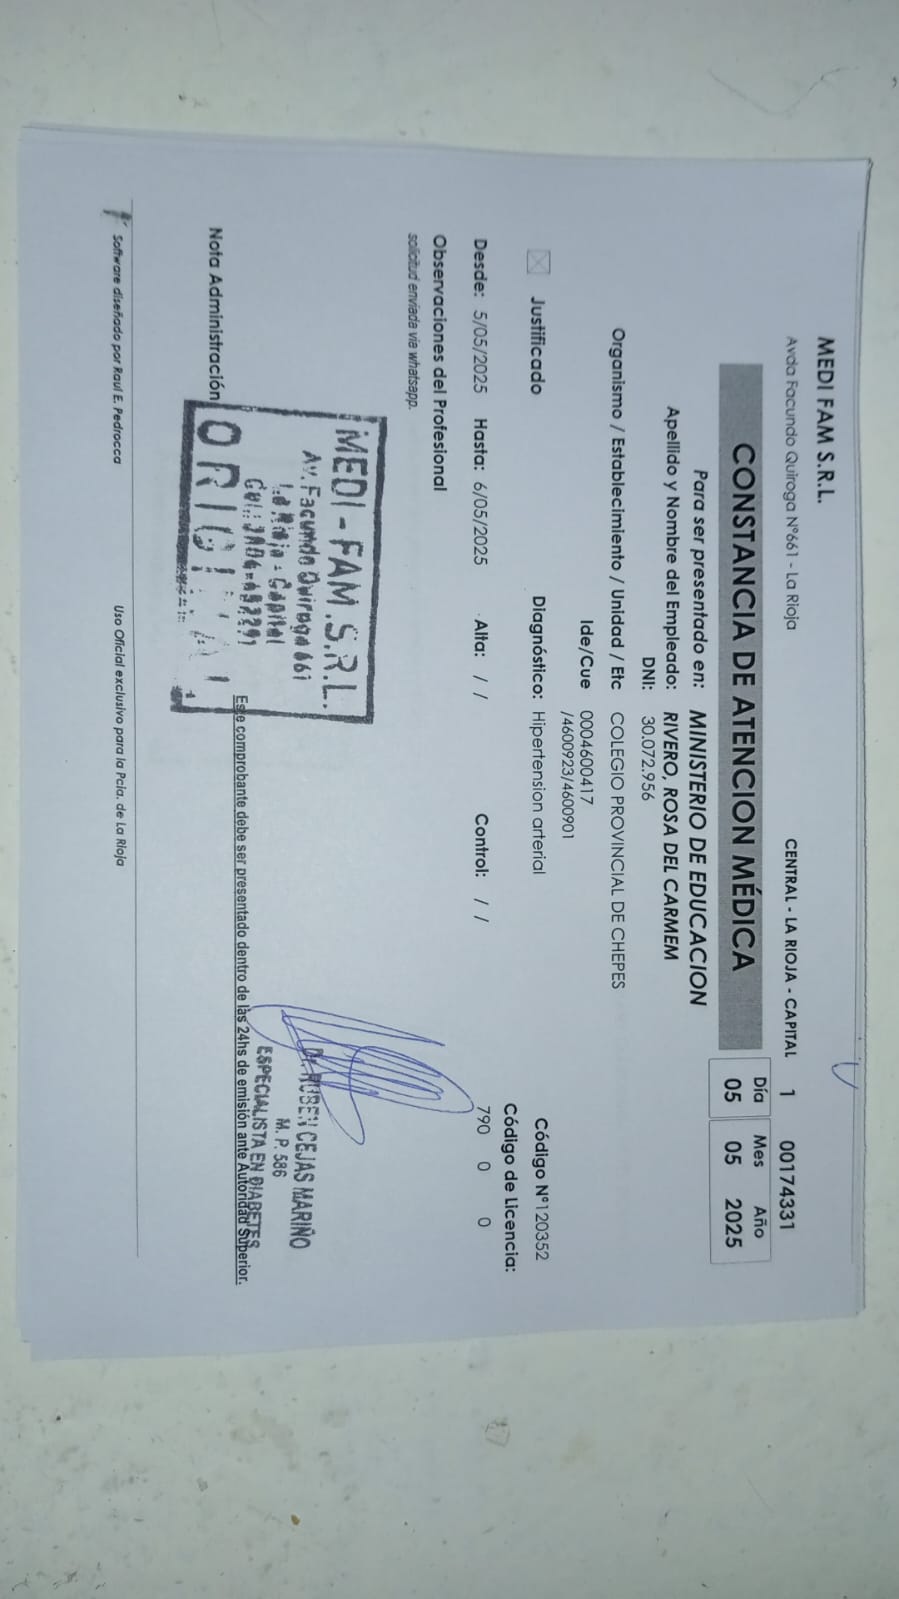 MEDI FAM S.R.L.
Avda Facundo Quiroga Nº661 - La Rioja
CENTRAL - LA RIOJA - CAPITAL 1 00174331
CONSTANCIA DE ATENCION MÉDICA
Día Mes Año
05 05 2025
Para ser presentado en: MINISTERIO DE EDUCACION
Apellido y Nombre del Empleado: RIVERO, ROSA DEL CARMEM
DNI: 30.072.956
Organismo / Establecimiento / Unidad / Etc COLEGIO PROVINCIAL DE CHEPES
Ide/Cue 0004600417
/4600923/4600901
Justificado
Diagnóstico: Hipertension arterial
Código Nº120352
Código de Licencia:
Desde: 5/05/2025 Hasta: 6/05/2025 Alta: / / Control: / /
790 0 0
Observaciones del Profesional
solicitud enviada via whatsapp.
MEDI - FAM.S.R.L.
Av. Facundo Quiroga 661
La Rioja - Capital
ORIGINAL
Dr. RUBEN CEJAS MARIÑO
M. P. 586
ESPECIALISTA EN DIABETES
Este comprobante debe ser presentado dentro de las 24hs de emisión ante Autoridad Superior.
Nota Administración
Software diseñado por Raul E. Pedrocca Uso Oficial exclusivo para la Pcia. de La Rioja